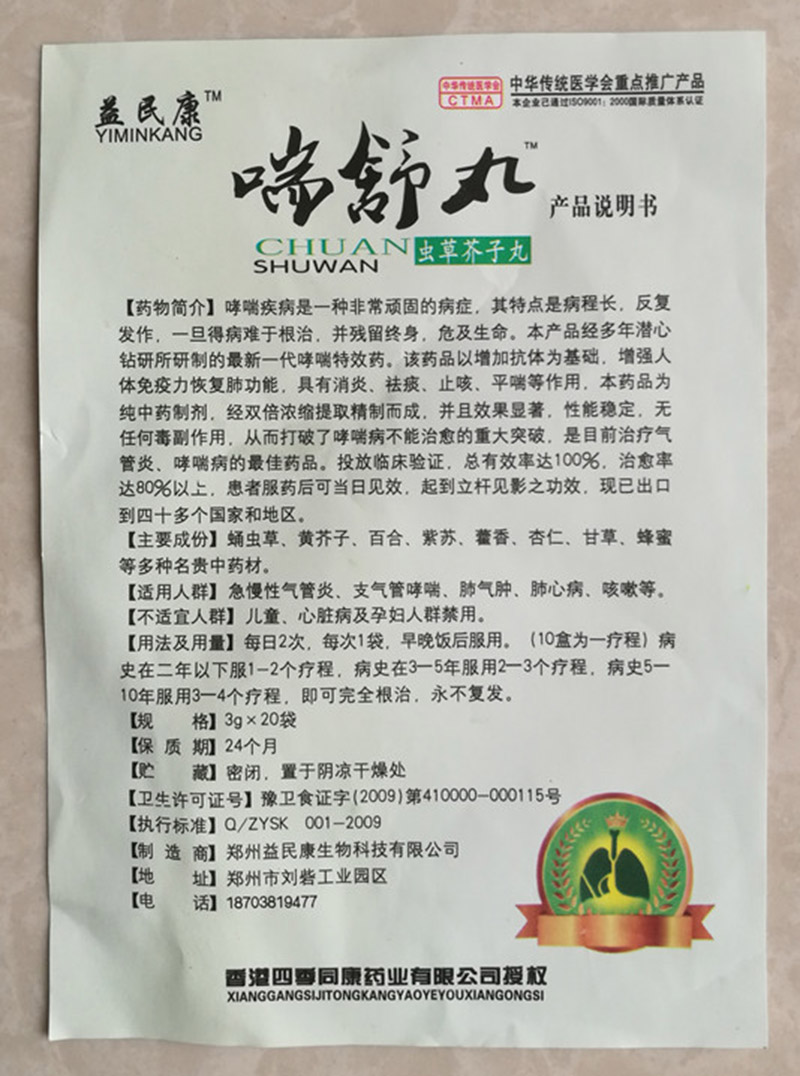 益民康™
YIMINKANG
中华传统医学会
CTMA
中华传统医学会重点推广产品
本企业已通过ISO9001：2000国际质量体系认证
喘舒丸™
产品说明书
CHUAN
SHUWAN
虫草芥子丸
【药物简介】哮喘疾病是一种非常顽固的病症，其特点是病程长，反复
发作，一旦得病难于根治，并残留终身，危及生命。本产品经多年潜心
钻研所研制的最新一代哮喘特效药。该药品以增加抗体为基础，增强人
体免疫力恢复肺功能，具有消炎、祛痰、止咳、平喘等作用，本药品为
纯中药制剂，经双倍浓缩提取精制而成，并且效果显著，性能稳定，无
任何毒副作用，从而打破了哮喘病不能治愈的重大突破，是目前治疗气
管炎、哮喘病的最佳药品。投放临床验证，总有效率达100%，治愈率
达80%以上，患者服药后可当日见效，起到立杆见影之功效，现已出口
到四十多个国家和地区。
【主要成份】蛹虫草、黄芥子、百合、紫苏、藿香、杏仁、甘草、蜂蜜
等多种名贵中药材。
【适用人群】急慢性气管炎、支气管哮喘、肺气肿、肺心病、咳嗽等。
【不适宜人群】儿童、心脏病及孕妇人群禁用。
【用法及用量】每日2次，每次1袋，早晚饭后服用。（10盒为一疗程）病
史在二年以下服1-2个疗程，病史在3—5年服用2—3个疗程，病史5—
10年服用3—4个疗程，即可完全根治，永不复发。
【规 格】3g×20袋
【保 质 期】24个月
【贮 藏】密闭，置于阴凉干燥处
【卫生许可证号】豫卫食证字(2009)第410000-000115号
【执行标准】Q/ZYSK 001-2009
【制 造 商】郑州益民康生物科技有限公司
【地 址】郑州市刘砦工业园区
【电 话】18703819477
香港四季同康药业有限公司授权
XIANGGANGSIJITONGKANGYAOYEYOUXIANGONGSI